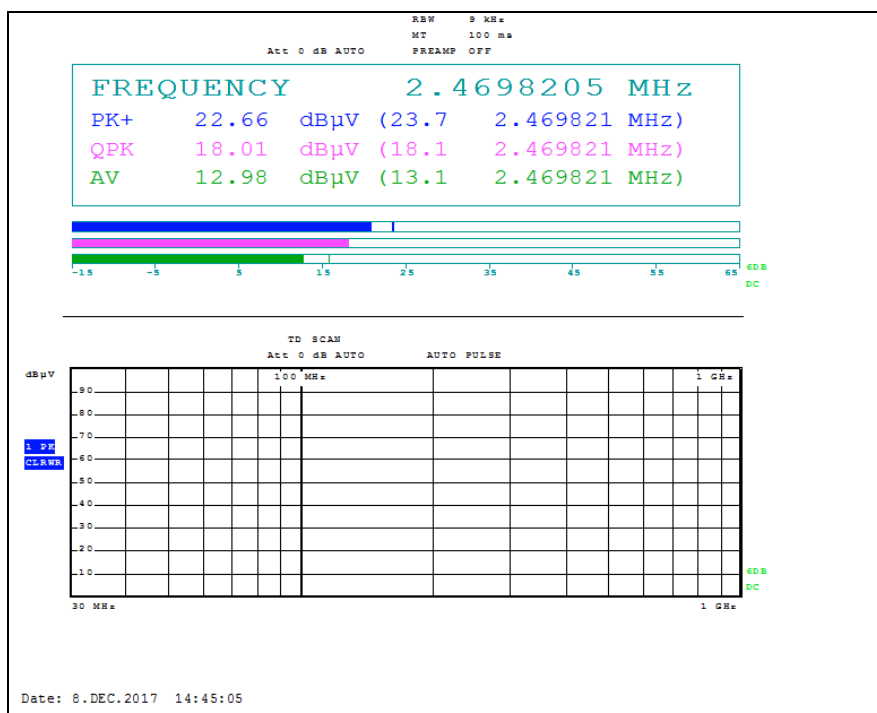 RBW 9 kHz
MT 100 ms
Att 0 dB AUTO PREAMP OFF
FREQUENCY 2.4698205 MHz
PK+ 22.66 dBµV (23.7 2.469821 MHz)
QPK 18.01 dBµV (18.1 2.469821 MHz)
AV 12.98 dBµV (13.1 2.469821 MHz)
-15 -5 5 15 25 35 45 55 65
6DB
DC
TD SCAN
Att 0 dB AUTO AUTO PULSE
dBµV
100 MHz 1 GHz
90
80
70
1 PK
CLRWR
60
50
40
30
20
10
6DB
DC
30 MHz 1 GHz
Date: 8.DEC.2017 14:45:05